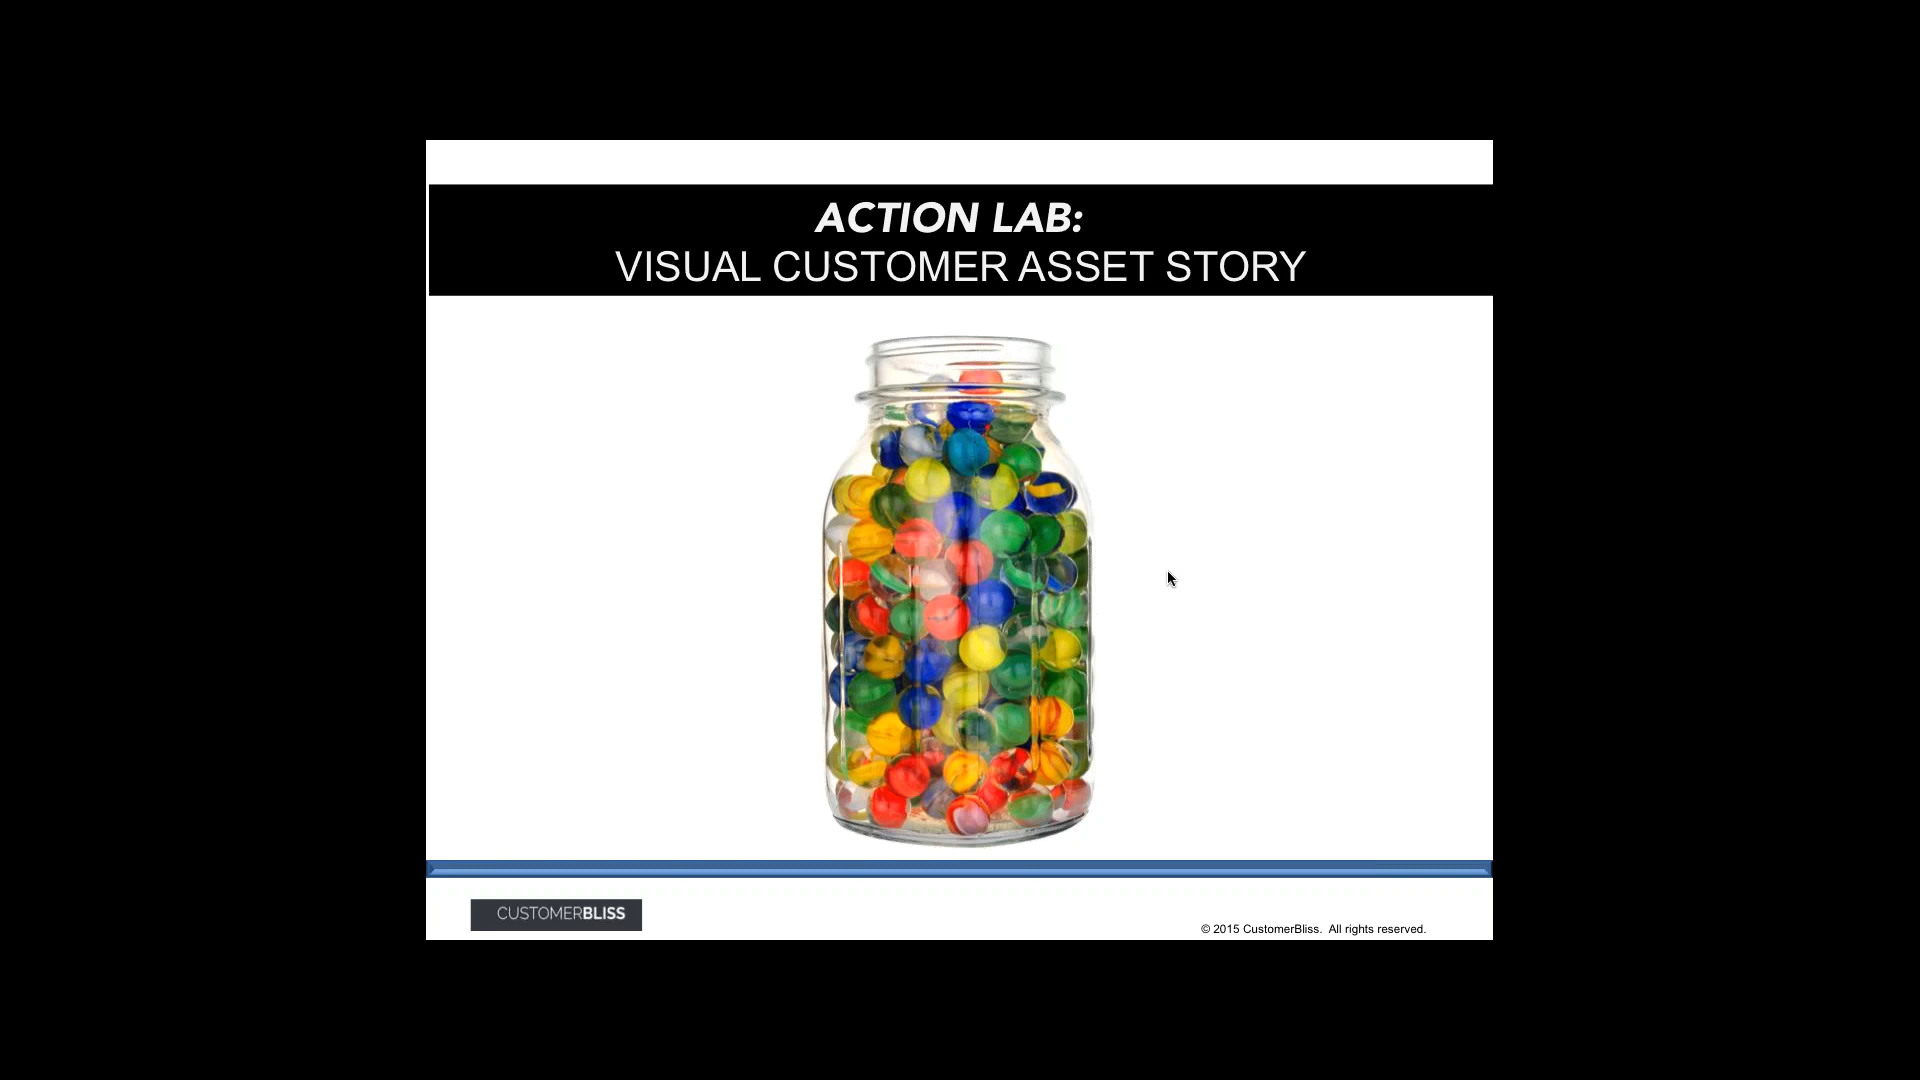 ACTION LAB:
VISUAL CUSTOMER ASSET STORY
CUSTOMERBLISS
© 2015 CustomerBliss. All rights reserved.